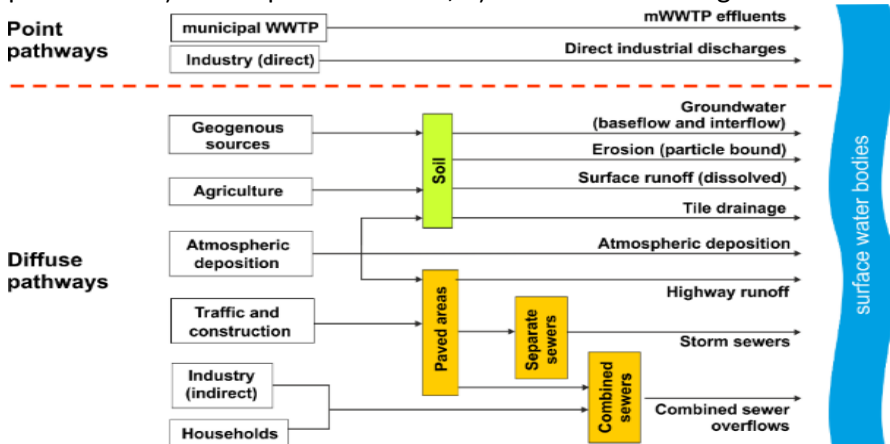 Point
pathways
municipal WWTP
mWWTP effluents
Industry (direct)
Direct industrial discharges
Diffuse
pathways
Geogenous
sources
Agriculture
Atmospheric
deposition
Traffic and
construction
Industry
(indirect)
Households
Soil
Paved areas
Separate
sewers
Combined
sewers
Groundwater
(baseflow and interflow)
Erosion (particle bound)
Surface runoff (dissolved)
Tile drainage
Atmospheric deposition
Highway runoff
Storm sewers
Combined sewer
overflows
surface water bodies